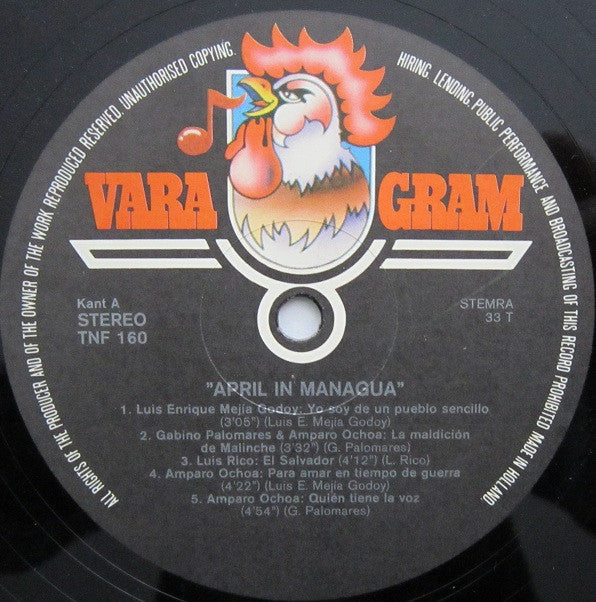 ALL RIGHTS OF THE PRODUCER AND OF THE OWNER OF THE WORK REPRODUCED RESERVED. UNAUTHORISED COPYING. HIRING. LENDING. PUBLIC PERFORMANCE AND BROADCASTING OF THIS RECORD PROHIBITED MADE IN HOLLAND.
VARA GRAM
Kant A
STEREO
TNF 160
STEMRA
33 T
"APRIL IN MANAGUA"
1. Luis Enrique Mejía Godoy: Yo soy de un pueblo sencillo
(3'05") (Luis E. Mejía Godoy)
2. Gabino Palomares & Amparo Ochoa: La maldición
de Malinche (3'32") (G. Palomares)
3. Luis Rico: El Salvador (4'12") (L. Rico)
4. Amparo Ochoa: Para amar en tiempo de guerra
(4'22") (Luis E. Mejía Godoy)
5. Amparo Ochoa: Quién tiene la voz
(4'54") (G. Palomares)